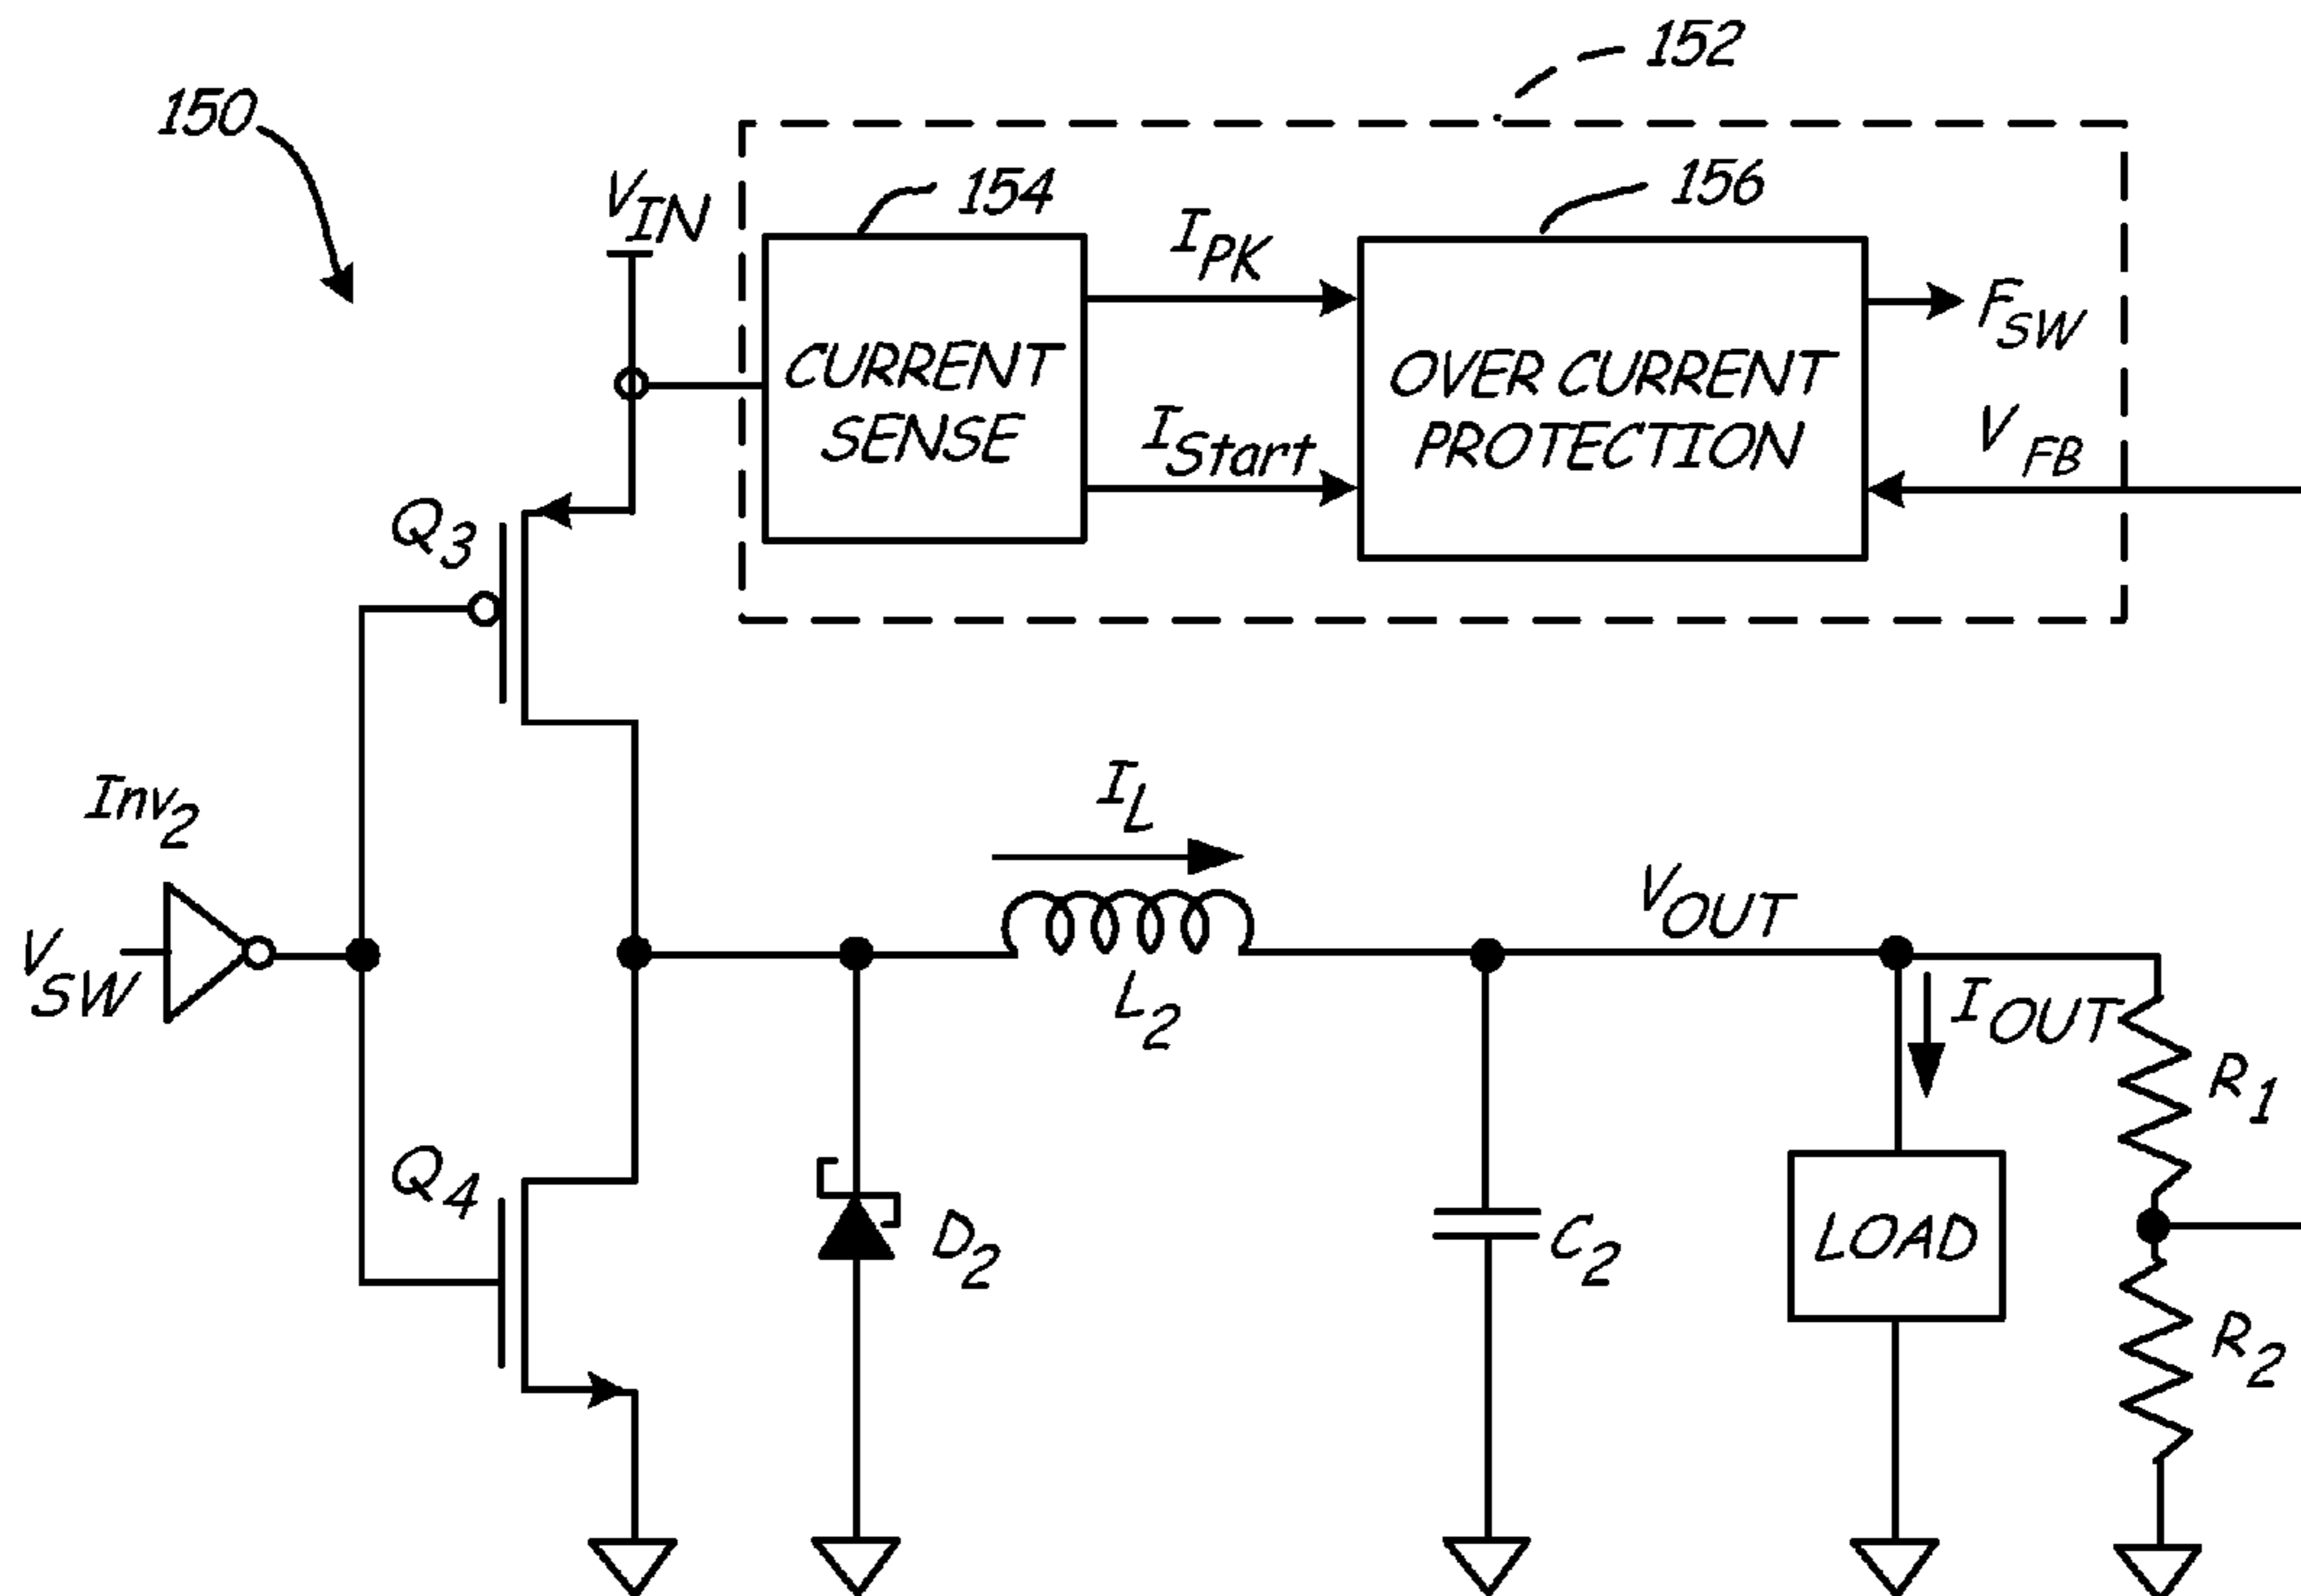 152
150
154
156
V_IN
I_PK
F_SW
CURRENT
SENSE
OVER CURRENT
PROTECTION
I_Start
V_FB
Q_3
Inv_2
I_L
V_OUT
V_SW
L_2
I_OUT
R_1
Q_4
D_2
C_2
LOAD
R_2